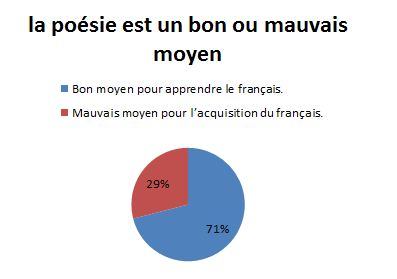 la poésie est un bon ou mauvais
moyen
Bon moyen pour apprendre le français.
Mauvais moyen pour l'acquisition du français.
29%
71%